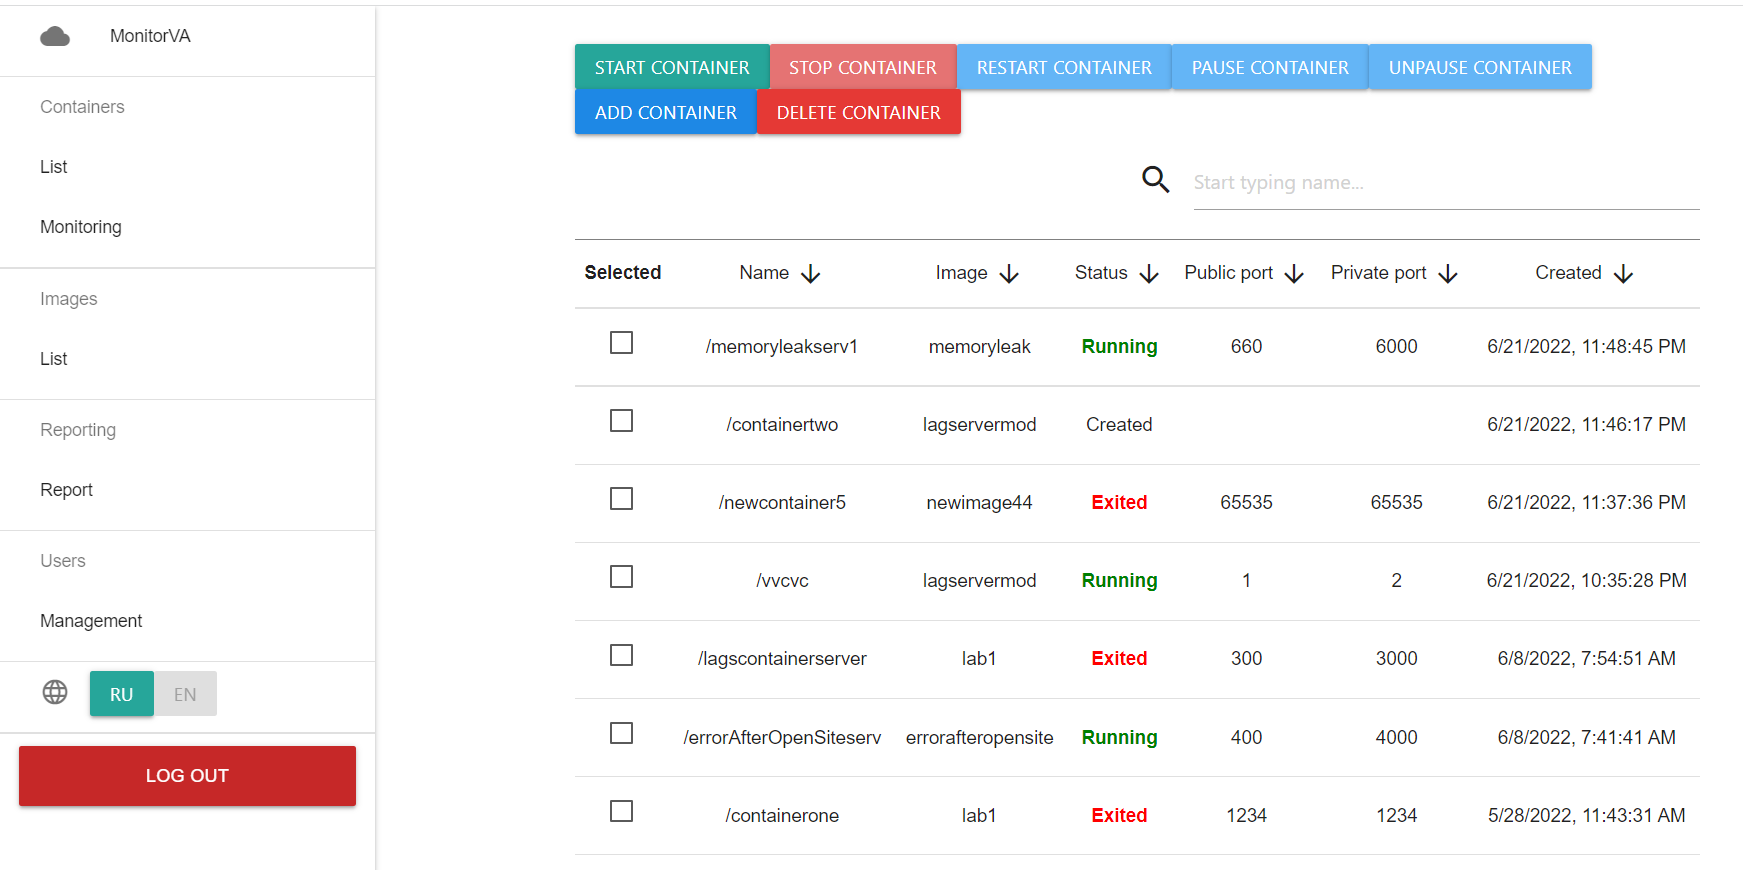 MonitorVA
Containers
List
Monitoring
Images
List
Reporting
Report
Users
Management
RU EN
LOG OUT
START CONTAINER STOP CONTAINER RESTART CONTAINER PAUSE CONTAINER UNPAUSE CONTAINER
ADD CONTAINER DELETE CONTAINER
Start typing name...
Selected Name Image Status Public port Private port Created
/memoryleakserv1 memoryleak Running 660 6000 6/21/2022, 11:48:45 PM
/containertwo lagservermod Created 6/21/2022, 11:46:17 PM
/newcontainer5 newimage44 Exited 65535 65535 6/21/2022, 11:37:36 PM
/vvcvc lagservermod Running 1 2 6/21/2022, 10:35:28 PM
/lagscontainerserver lab1 Exited 300 3000 6/8/2022, 7:54:51 AM
/errorAfterOpenSiteserv errorafteropensite Running 400 4000 6/8/2022, 7:41:41 AM
/containerone lab1 Exited 1234 1234 5/28/2022, 11:43:31 AM